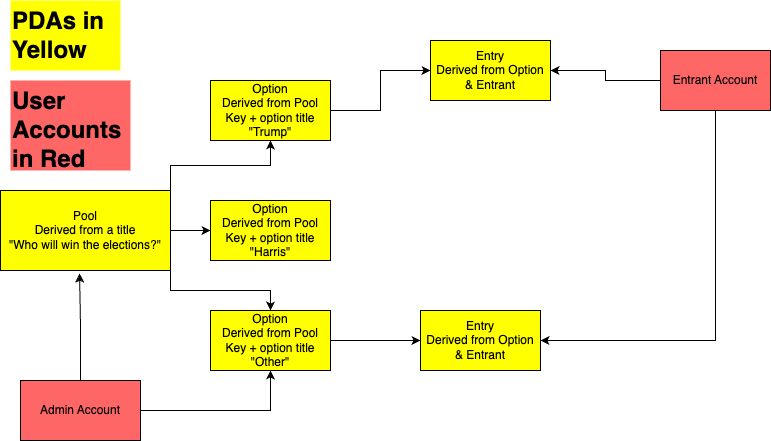 PDAs in
Yellow
User
Accounts
in Red
Entry
Derived from Option
& Entrant
Entrant Account
Option
Derived from Pool
Key + option title
"Trump"
Pool
Derived from a title
"Who will win the elections?"
Option
Derived from Pool
Key + option title
"Harris"
Option
Derived from Pool
Key + option title
"Other"
Entry
Derived from Option
& Entrant
Admin Account